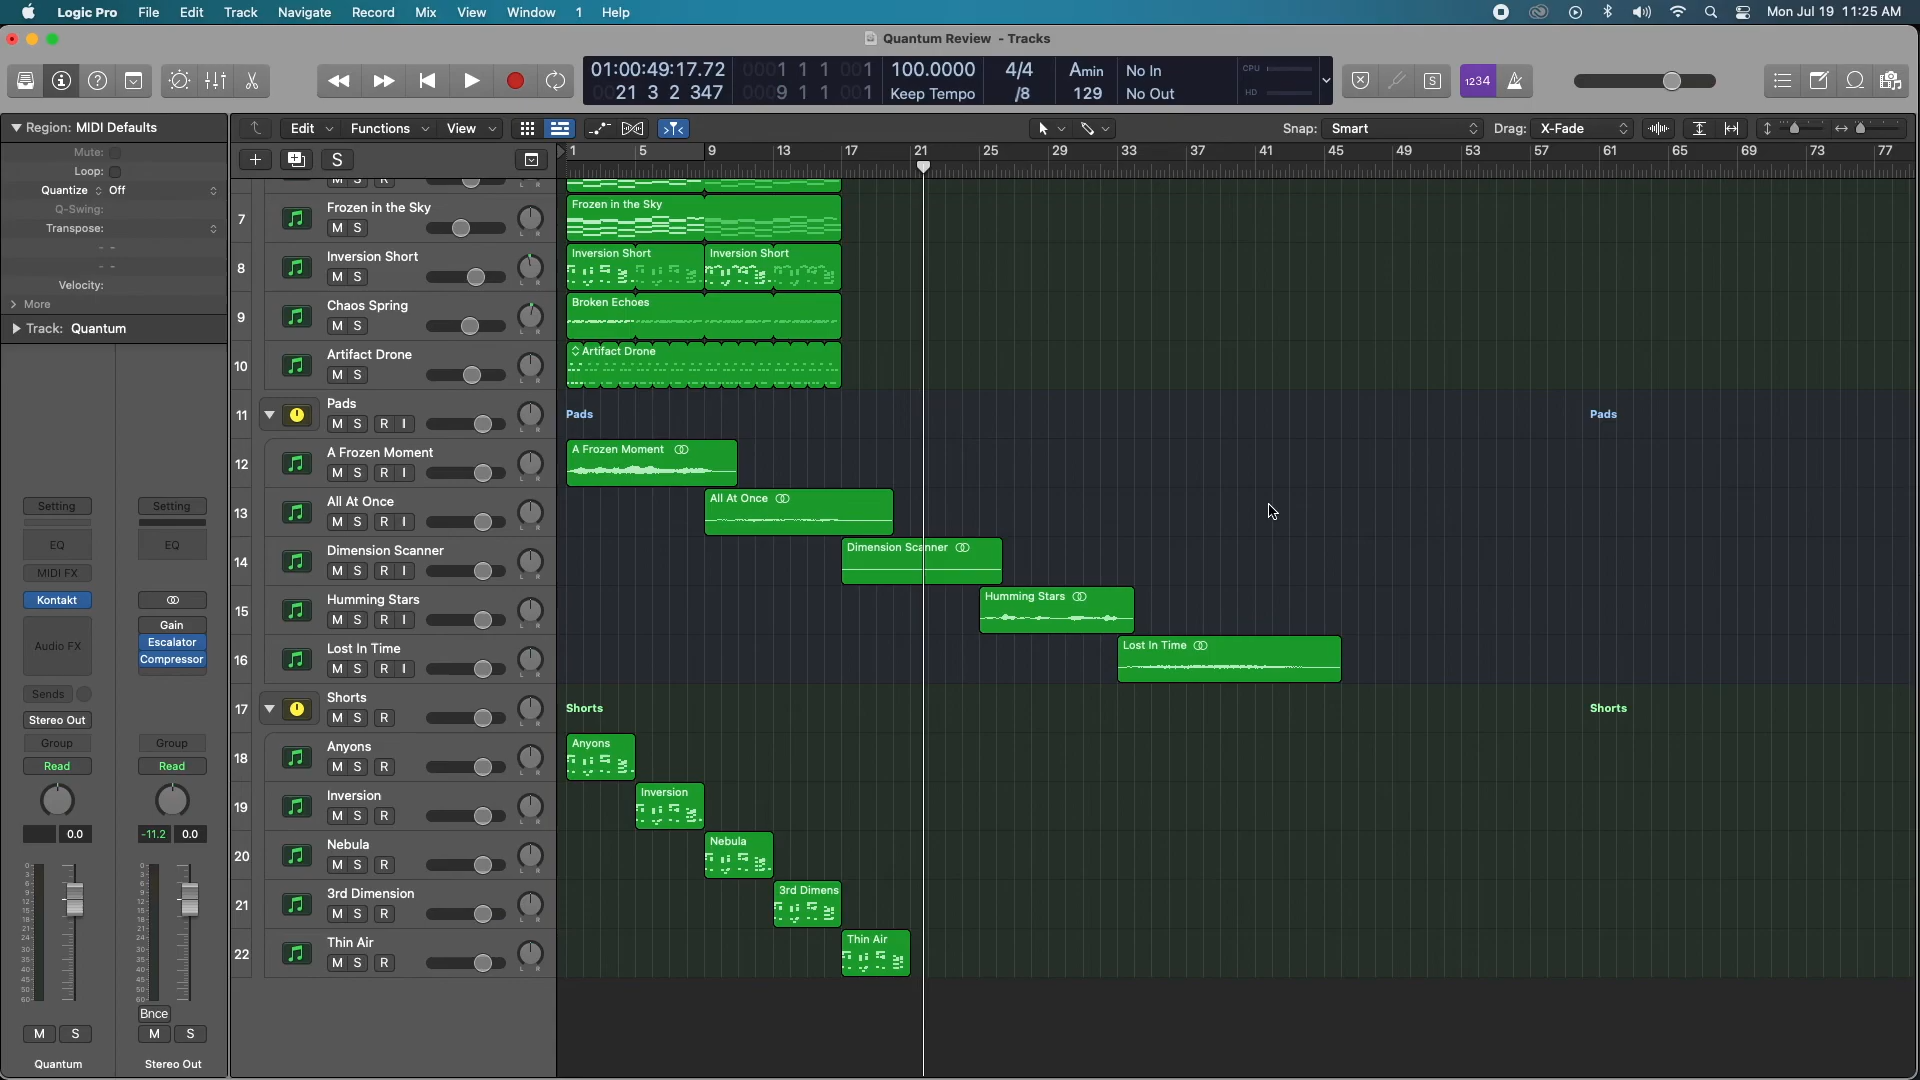 Logic Pro File Edit Track Navigate Record Mix View Window 1 Help Mon Jul 19 11:25 AM
Quantum Review - Tracks
01:00:49:17.72 0001 1 1 001 100.0000 4/4 Amin No In CPU
0021 3 2 347 0009 1 1 001 Keep Tempo /8 129 No Out HD
S 1234
Region: MIDI Defaults
Edit Functions View Snap: Smart Drag: X-Fade
Mute:
Loop:
Quantize Off
Q-Swing:
Transpose:
- -
- -
Velocity:
More
Track: Quantum
S
1 5 9 13 17 21 25 29 33 37 41 45 49 53 57 61 65 69 73 77
M S R
7 Frozen in the Sky Frozen in the Sky
M S
8 Inversion Short Inversion Short Inversion Short
M S
9 Chaos Spring Broken Echoes
M S
10 Artifact Drone Artifact Drone
M S
11 Pads Pads Pads
M S R I
12 A Frozen Moment A Frozen Moment
M S R I
13 All At Once All At Once
M S R I
14 Dimension Scanner Dimension Scanner
M S R I
15 Humming Stars Humming Stars
M S R I
16 Lost In Time Lost In Time
M S R I
17 Shorts Shorts Shorts
M S R
18 Anyons Anyons
M S R
19 Inversion Inversion
M S R
20 Nebula Nebula
M S R
21 3rd Dimension 3rd Dimens
M S R
22 Thin Air Thin Air
M S R
Setting Setting
EQ EQ
MIDI FX
Kontakt
Gain
Audio FX Escalator
Compressor
Sends
Stereo Out
Group Group
Read Read
0.0 -11.2 0.0
Bnce
M S M S
Quantum Stereo Out